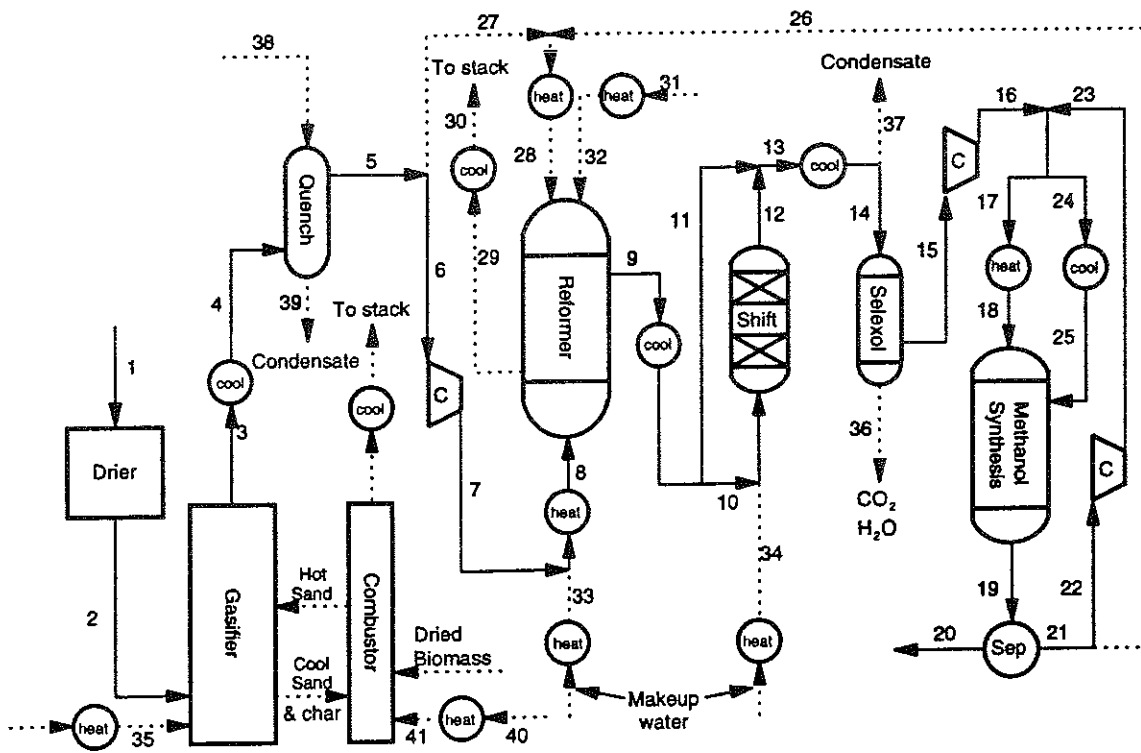 38
27
26
To stack
heat
heat
31
Condensate
16
23
30
28
32
37
C
5
cool
13
cool
Quench
11
12
14
17
24
15
6
29
9
4
39
Reformer
Shift
Selexol
heat
cool
To stack
18
25
Condensate
cool
1
cool
C
36
3
cool
Methanol
Synthesis
Drier
8
10
C
7
heat
CO₂
H₂O
34
Hot
Sand
33
19
22
2
Gasifier
Combustor
Dried
Biomass
heat
heat
20
Sep
21
Cool
Sand
& char
Makeup
water
heat
35
41
heat
40